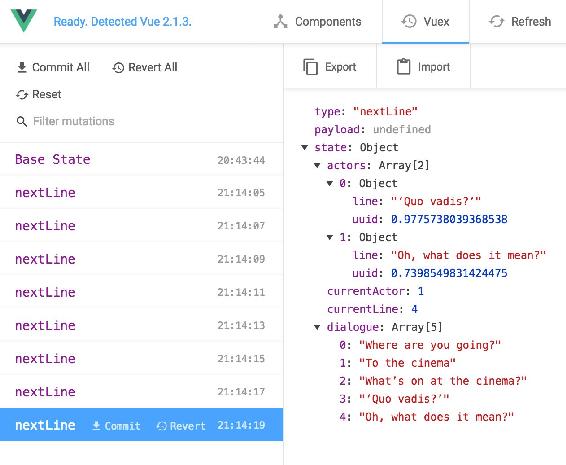 Ready. Detected Vue 2.1.3.
Components
Vuex
Refresh
Commit All
Revert All
Reset
Filter mutations
Base State 20:43:44
nextLine 21:14:05
nextLine 21:14:07
nextLine 21:14:09
nextLine 21:14:11
nextLine 21:14:13
nextLine 21:14:15
nextLine 21:14:17
nextLine Commit Revert 21:14:19
Export
Import
type: "nextLine"
payload: undefined
state: Object
actors: Array[2]
0: Object
line: "‘Quo vadis?’"
uuid: 0.9775738039368538
1: Object
line: "Oh, what does it mean?"
uuid: 0.7398549831424475
currentActor: 1
currentLine: 4
dialogue: Array[5]
0: "Where are you going?"
1: "To the cinema"
2: "What’s on at the cinema?"
3: "‘Quo vadis?’"
4: "Oh, what does it mean?"